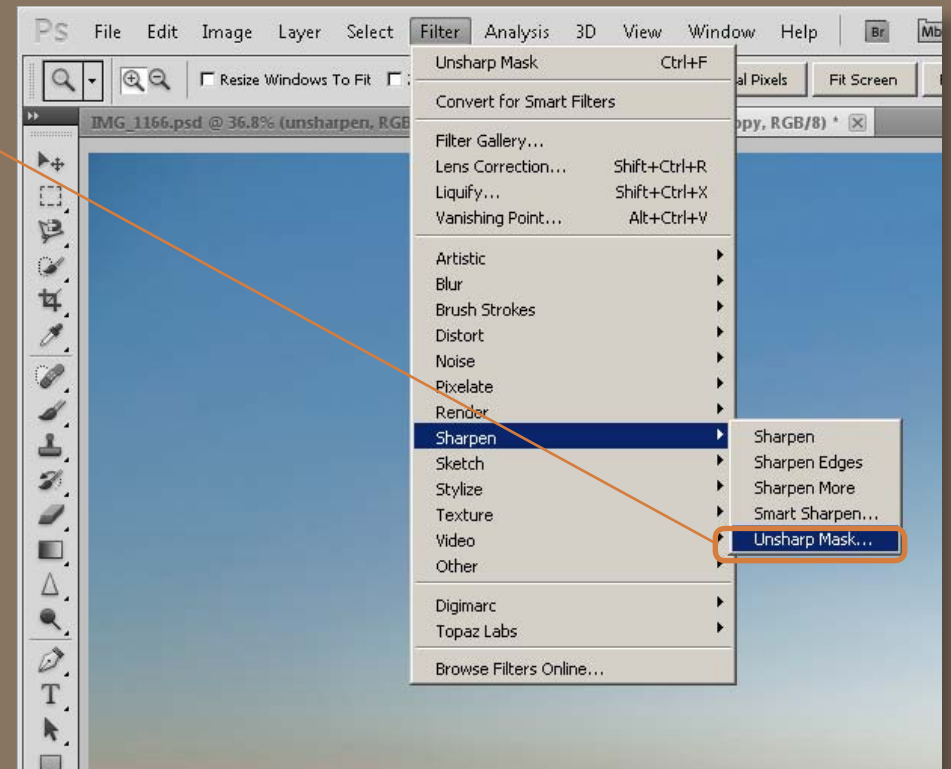 Ps File Edit Image Layer Select Filter Analysis 3D View Window Help Br Mb
Resize Windows To Fit al Pixels Fit Screen
IMG_1166.psd @ 36.8% (unsharpen, RGB opy, RGB/8) *
Unsharp Mask Ctrl+F
Convert for Smart Filters
Filter Gallery...
Lens Correction... Shift+Ctrl+R
Liquify... Shift+Ctrl+X
Vanishing Point... Alt+Ctrl+V
Artistic
Blur
Brush Strokes
Distort
Noise
Pixelate
Render
Sharpen
Sketch
Stylize
Texture
Video
Other
Digimarc
Topaz Labs
Browse Filters Online...
Sharpen
Sharpen Edges
Sharpen More
Smart Sharpen...
Unsharp Mask...
T